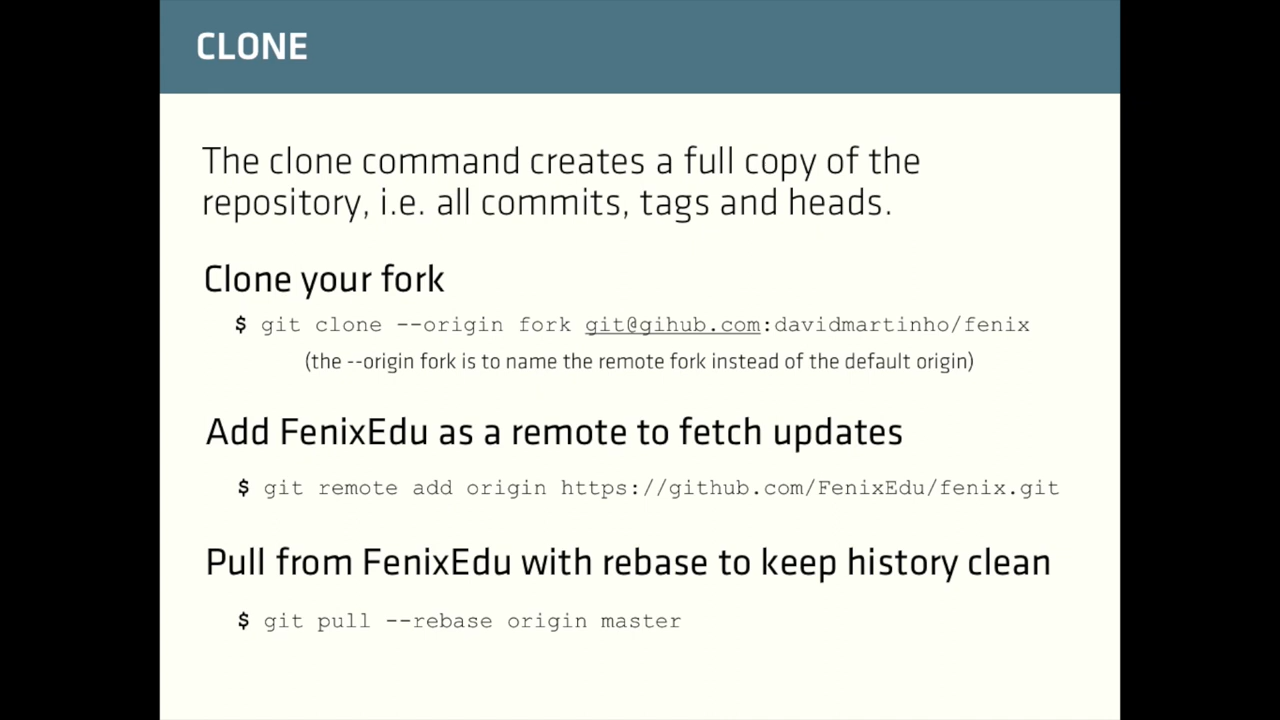 CLONE
The clone command creates a full copy of the
repository, i.e. all commits, tags and heads.
Clone your fork
$ git clone --origin fork git@gihub.com:davidmartinho/fenix
(the --origin fork is to name the remote fork instead of the default origin)
Add FenixEdu as a remote to fetch updates
$ git remote add origin https://github.com/FenixEdu/fenix.git
Pull from FenixEdu with rebase to keep history clean
$ git pull --rebase origin master